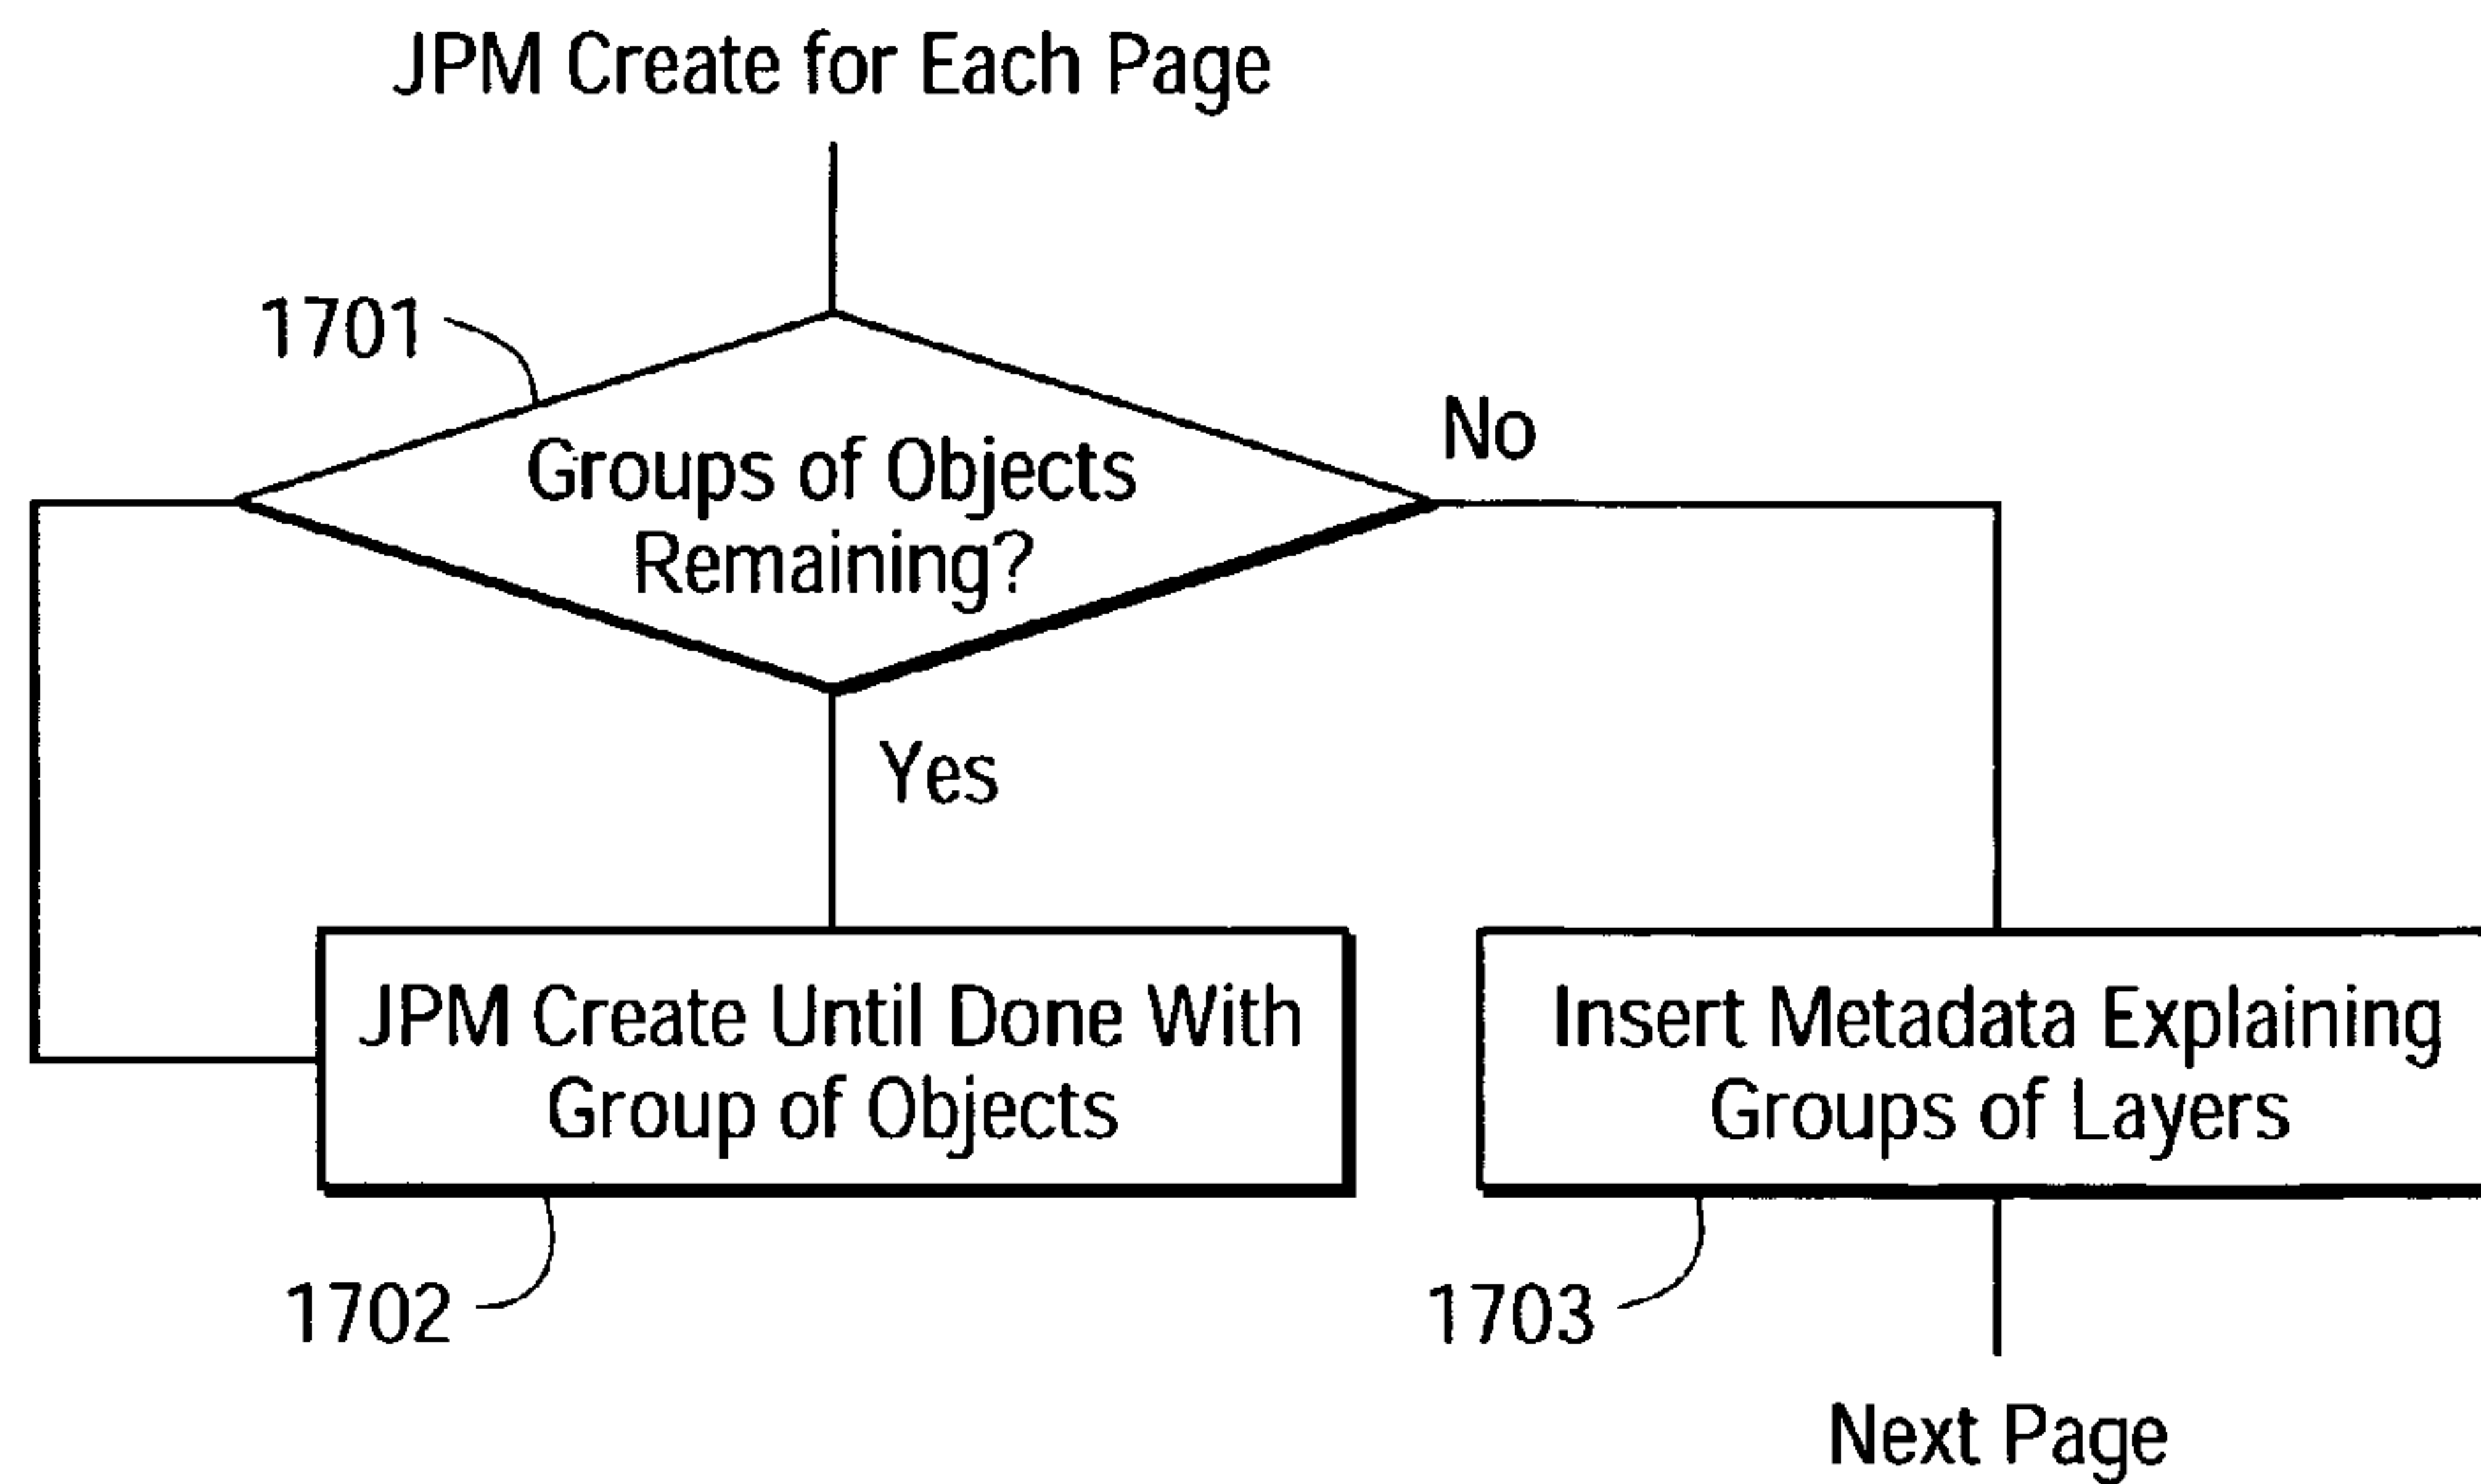 JPM Create for Each Page
1701
Groups of Objects
Remaining?
No
Yes
JPM Create Until Done With
Group of Objects
Insert Metadata Explaining
Groups of Layers
1702
1703
Next Page